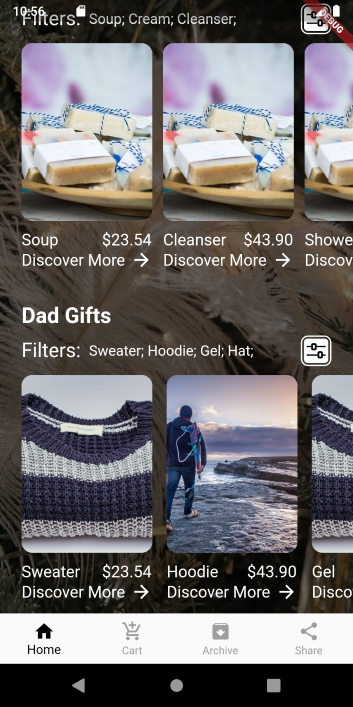 10:56
DEBUG
Filters: Soup; Cream; Cleanser;
Soup $23.54 Cleanser $43.90 Showe
Discover More → Discover More → Discov
Dad Gifts
Filters: Sweater; Hoodie; Gel; Hat;
Sweater $23.54 Hoodie $43.90 Gel
Discover More → Discover More → Disco
Home Cart Archive Share